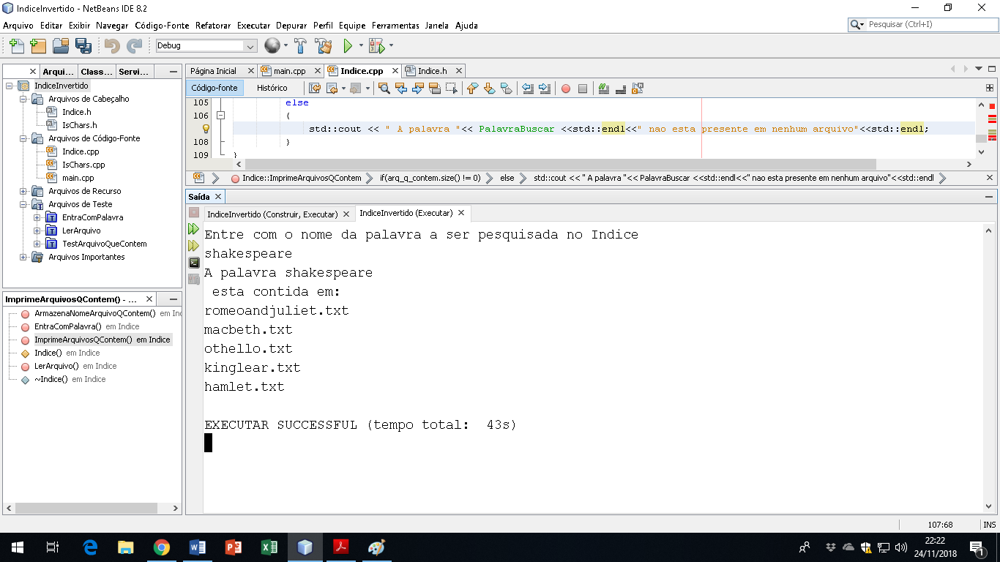 IndiceInvertido - NetBeans IDE 8.2
Arquivo Editar Exibir Navegar Código-Fonte Refatorar Executar Depurar Perfil Equipe Ferramentas Janela Ajuda
Pesquisar (Ctrl+I)
Debug
Arqui... Class... Servi...
IndiceInvertido
Arquivos de Cabeçalho
Indice.h
IsChars.h
Arquivos de Código-Fonte
Indice.cpp
IsChars.cpp
main.cpp
Arquivos de Recurso
Arquivos de Teste
EntraComPalavra
LerArquivo
TestArquivoQueContem
Arquivos Importantes
ImprimeArquivosQContem() - ...
ArmazenaNomeArquivoQContem() em Ind
EntraComPalavra() em Indice
ImprimeArquivosQContem() em Indice
Indice() em Indice
LerArquivo() em Indice
~Indice() em Indice
Página Inicial main.cpp Indice.cpp Indice.h
Código-fonte Histórico
105 else
106 {
std::cout << " A palavra "<< PalavraBuscar <<std::endl<<" nao esta presente em nenhum arquivo"<<std::endl;
108 }
109 }
Indice::ImprimeArquivosQContem if(arq_q_contem.size() != 0) else std::cout << " A palavra "<< PalavraBuscar <<std::endl<<" nao esta presente em nenhum arquivo"<<std::endl
Saída
IndiceInvertido (Construir, Executar) IndiceInvertido (Executar)
Entre com o nome da palavra a ser pesquisada no Indice
shakespeare
A palavra shakespeare
esta contida em:
romeoandjuliet.txt
macbeth.txt
othello.txt
kinglear.txt
hamlet.txt
EXECUTAR SUCCESSFUL (tempo total: 43s)
107:68 INS
22:22
24/11/2018